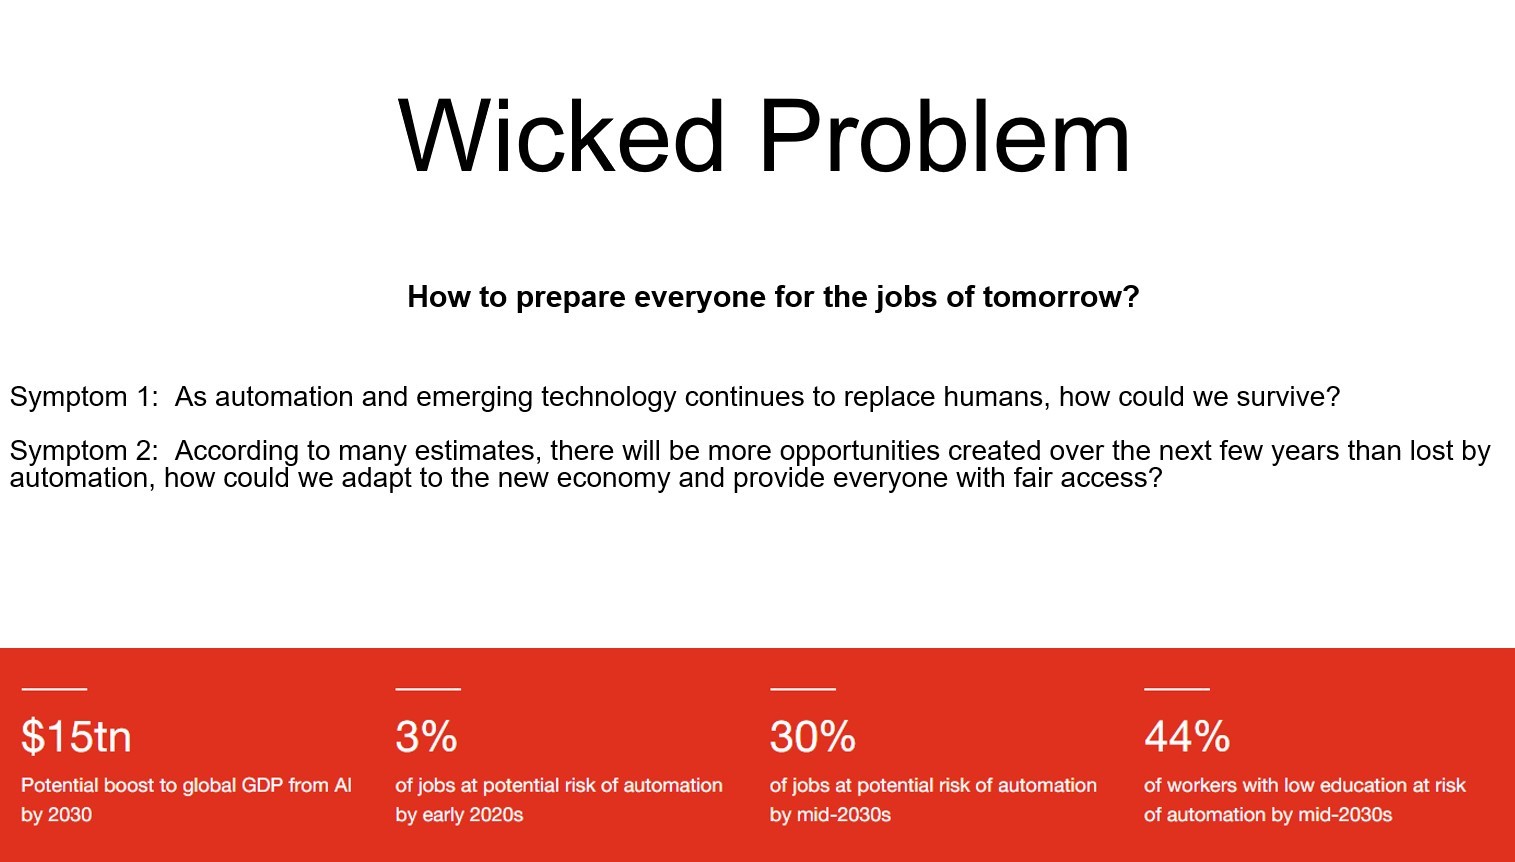 Wicked Problem
How to prepare everyone for the jobs of tomorrow?
Symptom 1:  As automation and emerging technology continues to replace humans, how could we survive?
Symptom 2:  According to many estimates, there will be more opportunities created over the next few years than lost by
automation, how could we adapt to the new economy and provide everyone with fair access?
$15tn
Potential boost to global GDP from AI
by 2030
3%
of jobs at potential risk of automation
by early 2020s
30%
of jobs at potential risk of automation
by mid-2030s
44%
of workers with low education at risk
of automation by mid-2030s